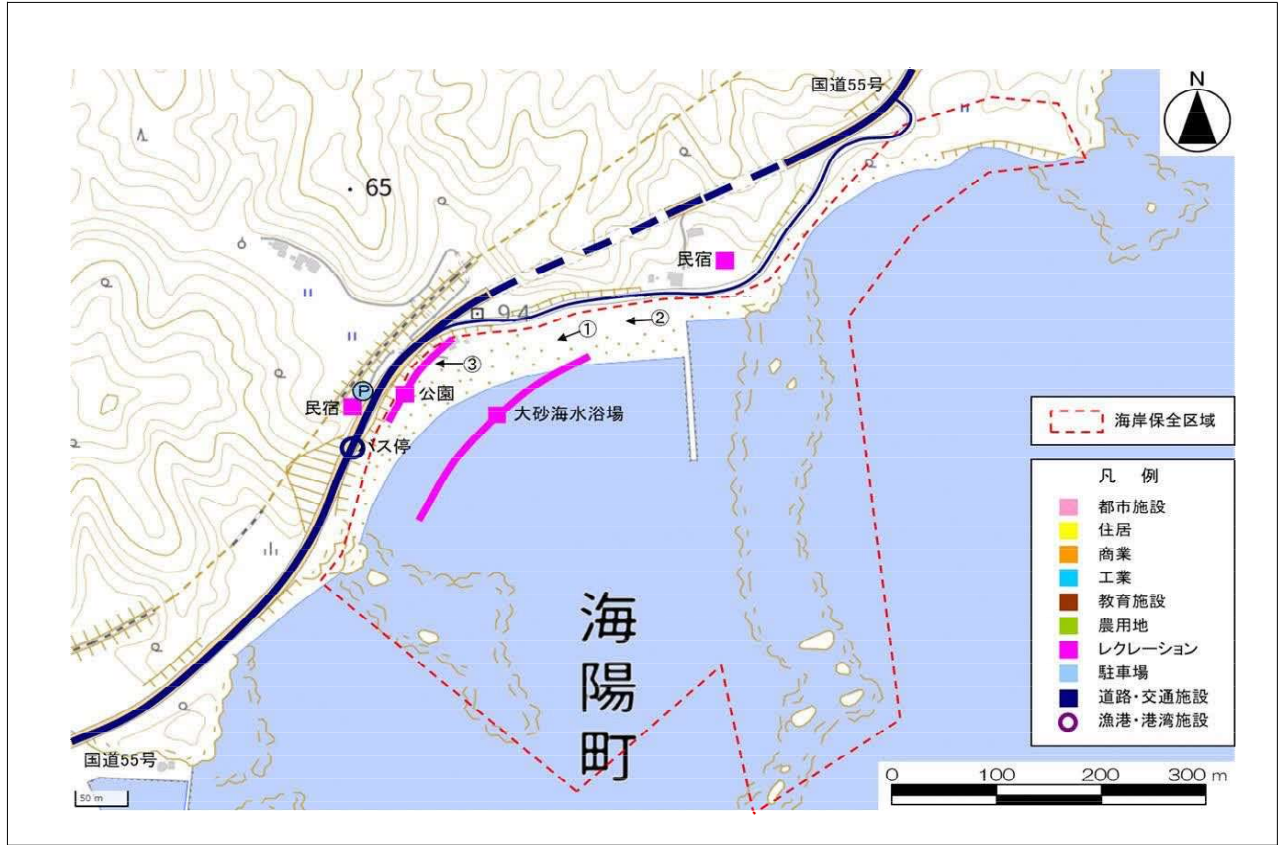 国道55号
N
65
民宿
94
①
②
③
P
公園
民宿
大砂海水浴場
バス停
海岸保全区域
凡 例
都市施設
住居
商業
工業
教育施設
農用地
レクレーション
駐車場
道路・交通施設
漁港・港湾施設
海陽町
国道55号
50 m
0 100 200 300 m